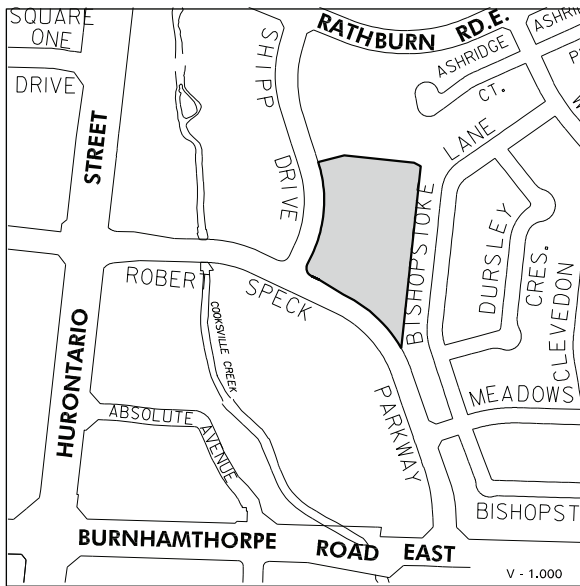 SQUARE
ONE
DRIVE
STREET
HURONTARIO
SHIPP
DRIVE
RATHBURN RD.E.
ASHRIDGE
CT.
LANE
BISHOPSTOKE
DURSLEY
CRES.
CLEVEDON
MEADOWS
ROBERT
SPECK
PARKWAY
COOKSVILLE CREEK
ABSOLUTE
AVENUE
BISHOPST
BURNHAMTHORPE ROAD EAST
V - 1.000